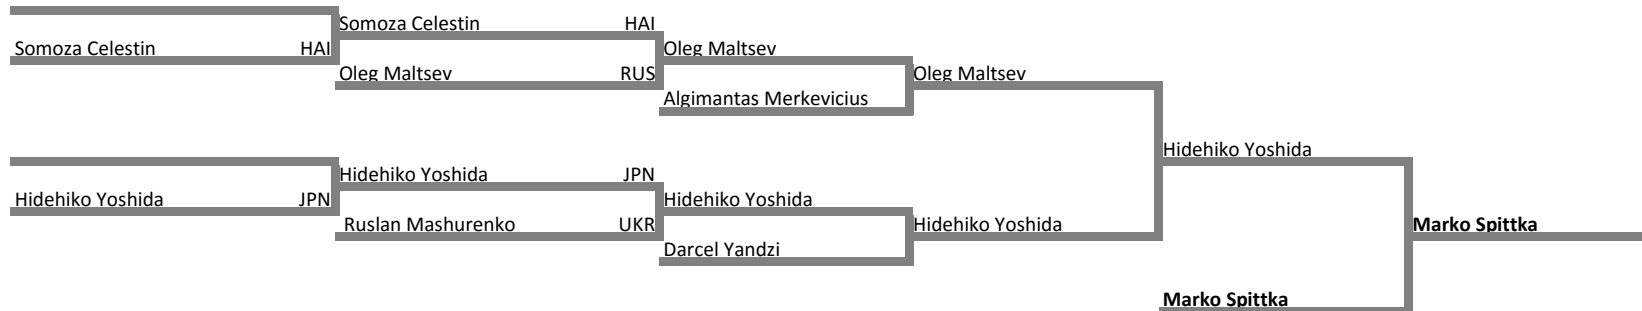 Somoza Celestin HAI
Somoza Celestin HAI Oleg Maltsev
Oleg Maltsev RUS Oleg Maltsev
Algimantas Merkevicius
Hidehiko Yoshida
Hidehiko Yoshida JPN
Hidehiko Yoshida JPN Hidehiko Yoshida
Ruslan Mashurenko UKR Hidehiko Yoshida Marko Spittka
Darcel Yandzi
Marko Spittka